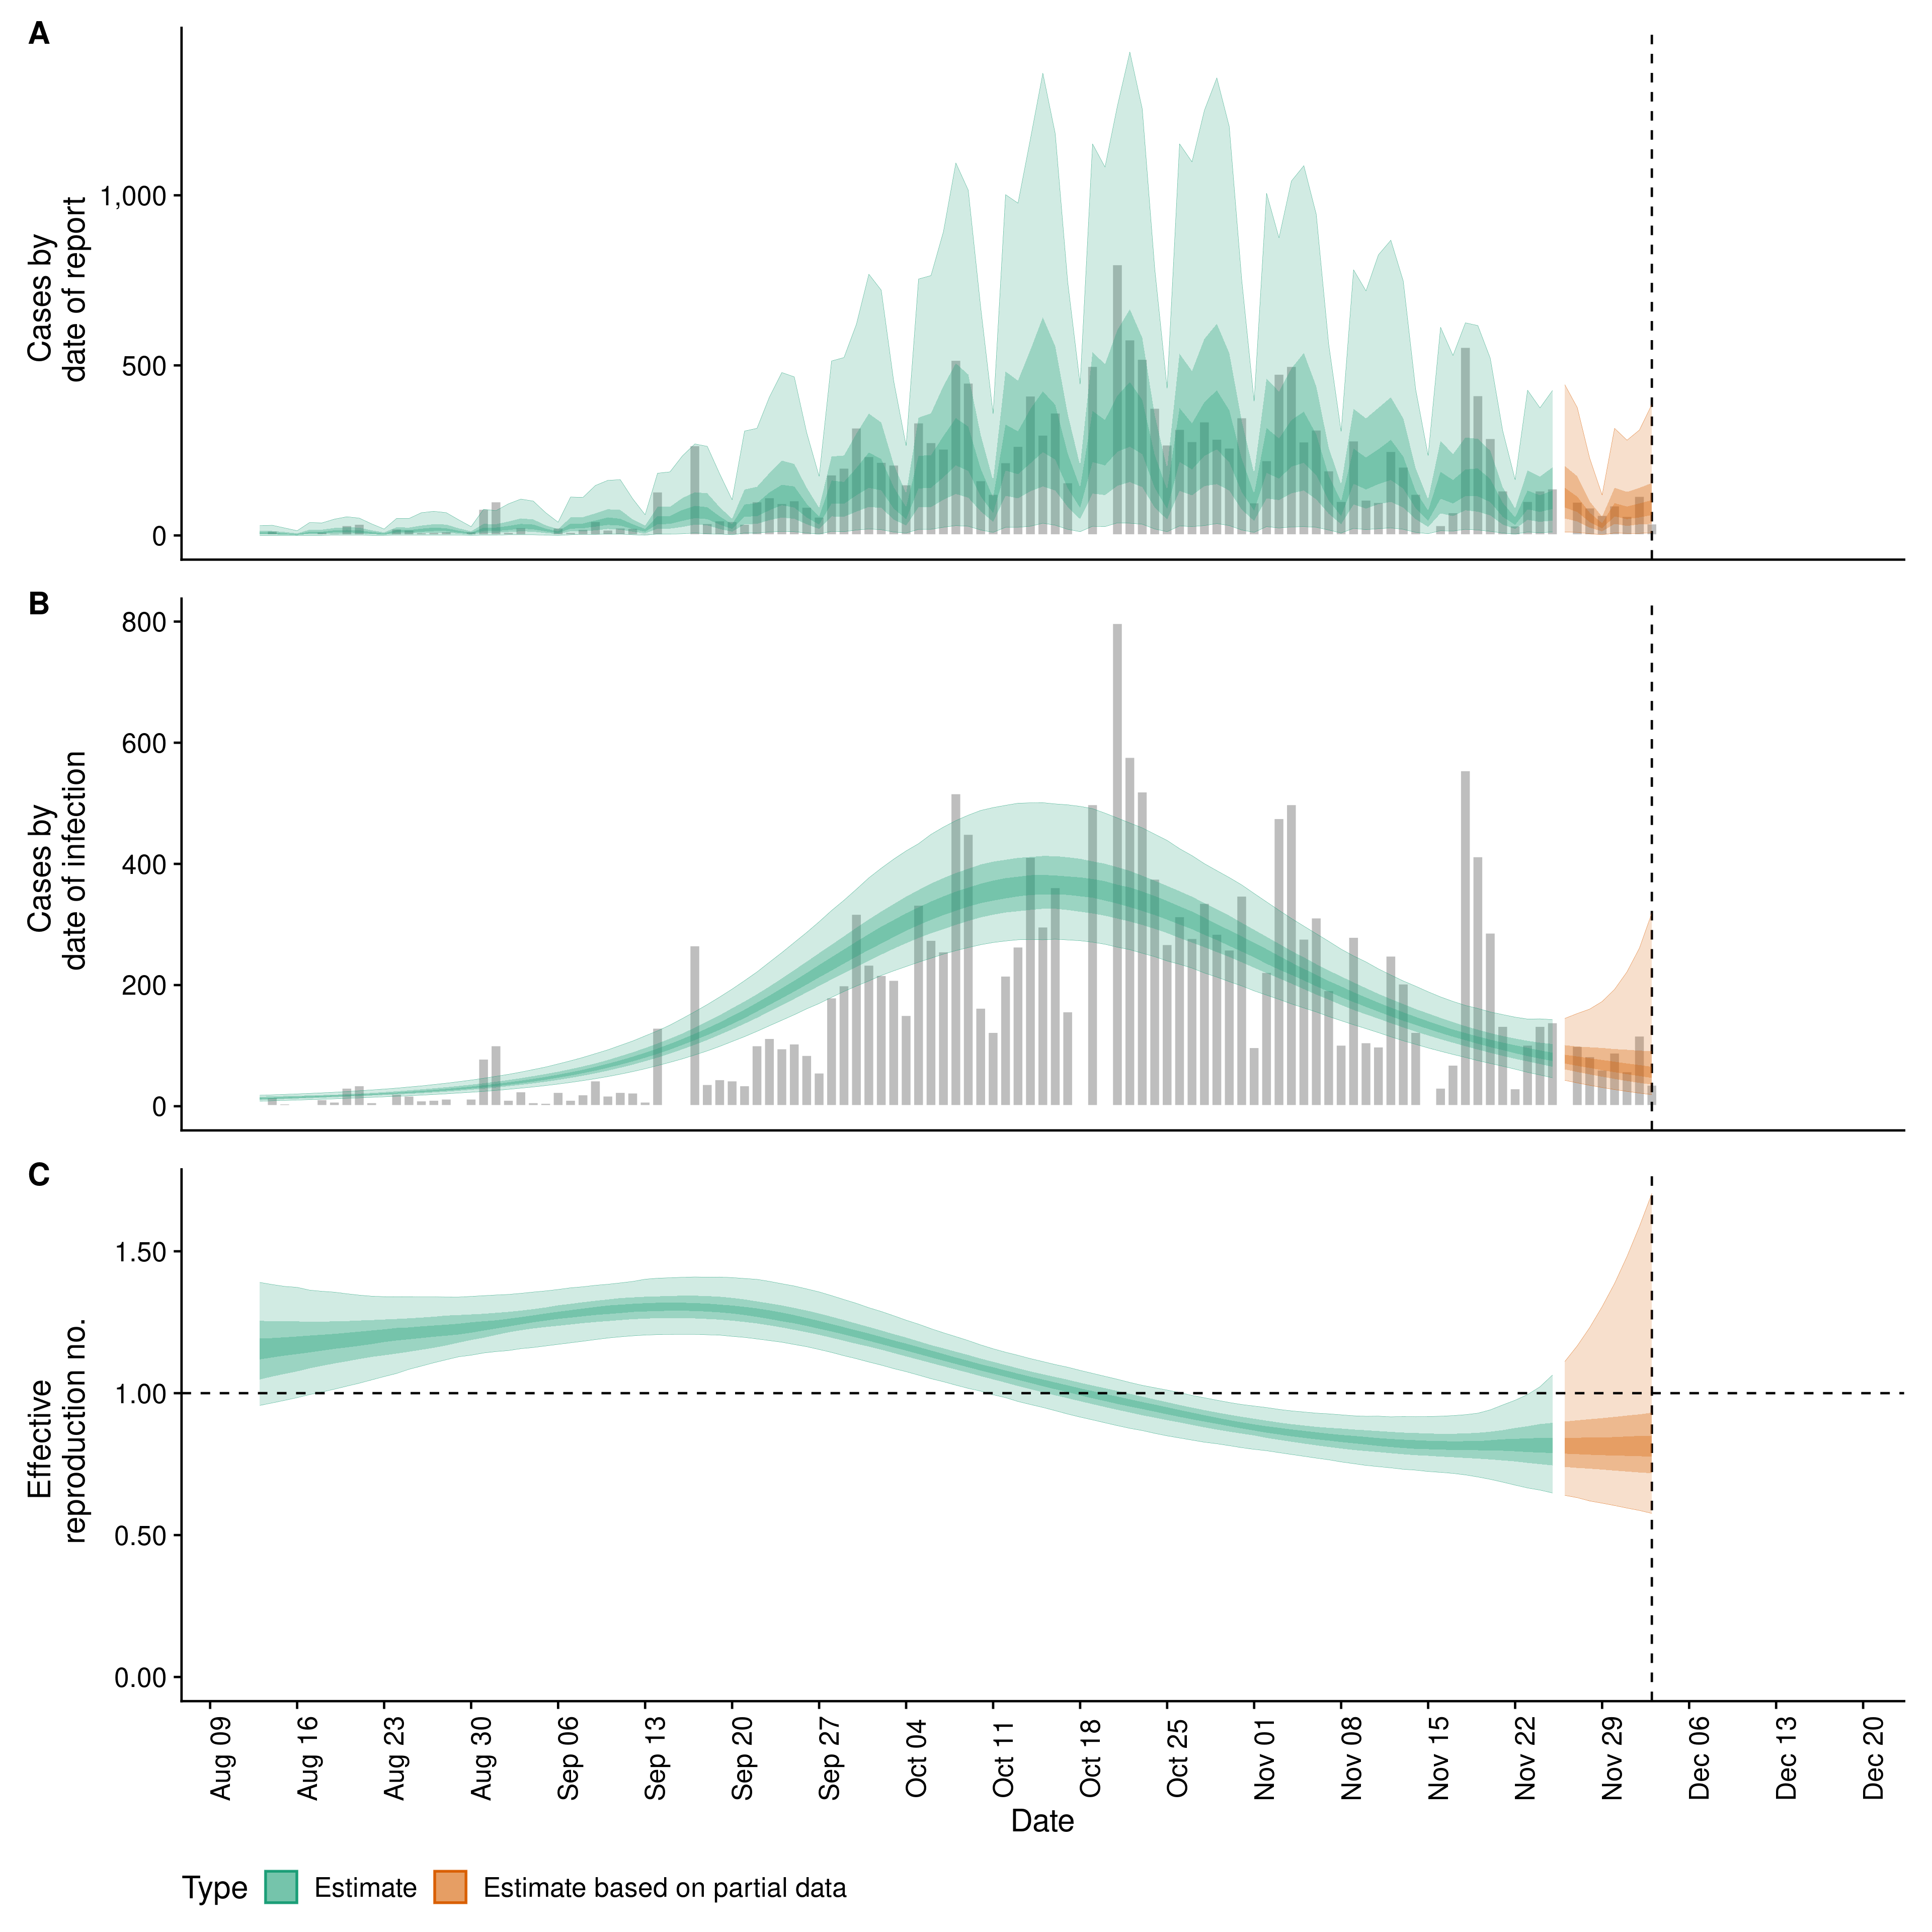 A
Cases by
date of report
1,000
500
0
B
Cases by
date of infection
800
600
400
200
0
C
Effective
reproduction no.
1.50
1.00
0.50
0.00
Aug 09
Aug 16
Aug 23
Aug 30
Sep 06
Sep 13
Sep 20
Sep 27
Oct 04
Oct 11
Oct 18
Oct 25
Nov 01
Nov 08
Nov 15
Nov 22
Nov 29
Dec 06
Dec 13
Dec 20
Date
Type Estimate Estimate based on partial data